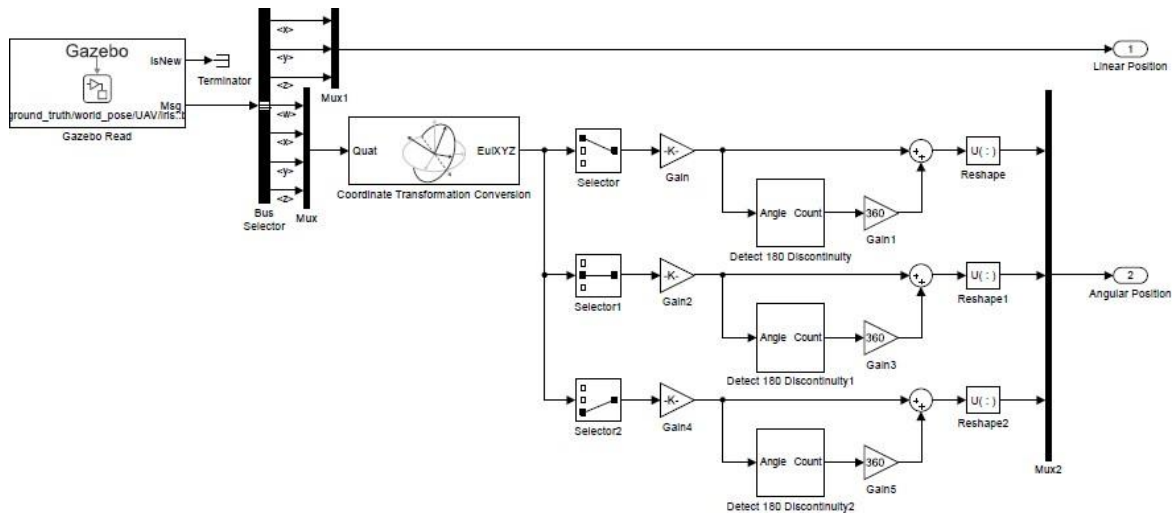 Gazebo
IsNew
Msg
ground_truth/world_pose/UAV/iris:
Gazebo Read
Terminator
<x>
<y>
<z>
Mux1
<w>
<x>
<y>
<z>
Bus
Selector
Mux
Quat
EulXYZ
Coordinate Transformation Conversion
Selector
-K-
Gain
Angle Count
Detect 180 Discontinuity
360
Gain1
++
U( : )
Reshape
Selector1
-K-
Gain2
Angle Count
Detect 180 Discontinuity1
360
Gain3
++
U( : )
Reshape1
Selector2
-K-
Gain4
Angle Count
Detect 180 Discontinuity2
360
Gain5
++
U( : )
Reshape2
Mux2
1
Linear Position
2
Angular Position